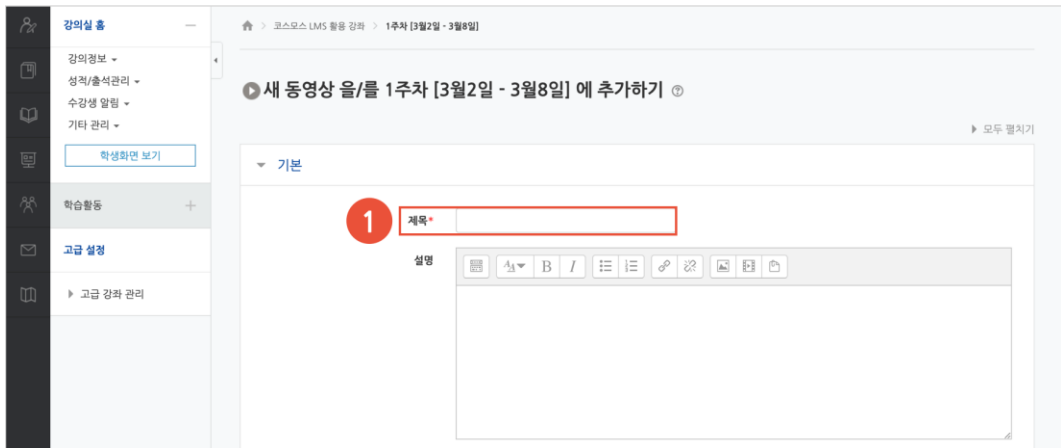 강의실 홈
강의정보
성적/출석관리
수강생 알림
기타 관리
학생화면 보기
학습활동
고급 설정
고급 강좌 관리
코스모스 LMS 활용 강좌 > 1주차 [3월2일 - 3월8일]
새 동영상 을/를 1주차 [3월2일 - 3월8일] 에 추가하기
모두 펼치기
기본
1 제목*
설명
B I